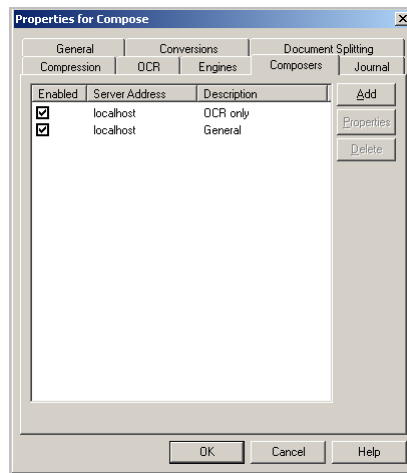 Properties for Compose
General Conversions Document Splitting
Compression OCR Engines Composers Journal
Enabled Server Address Description
Add
localhost OCR only
Properties
localhost General
Delete
OK Cancel Help